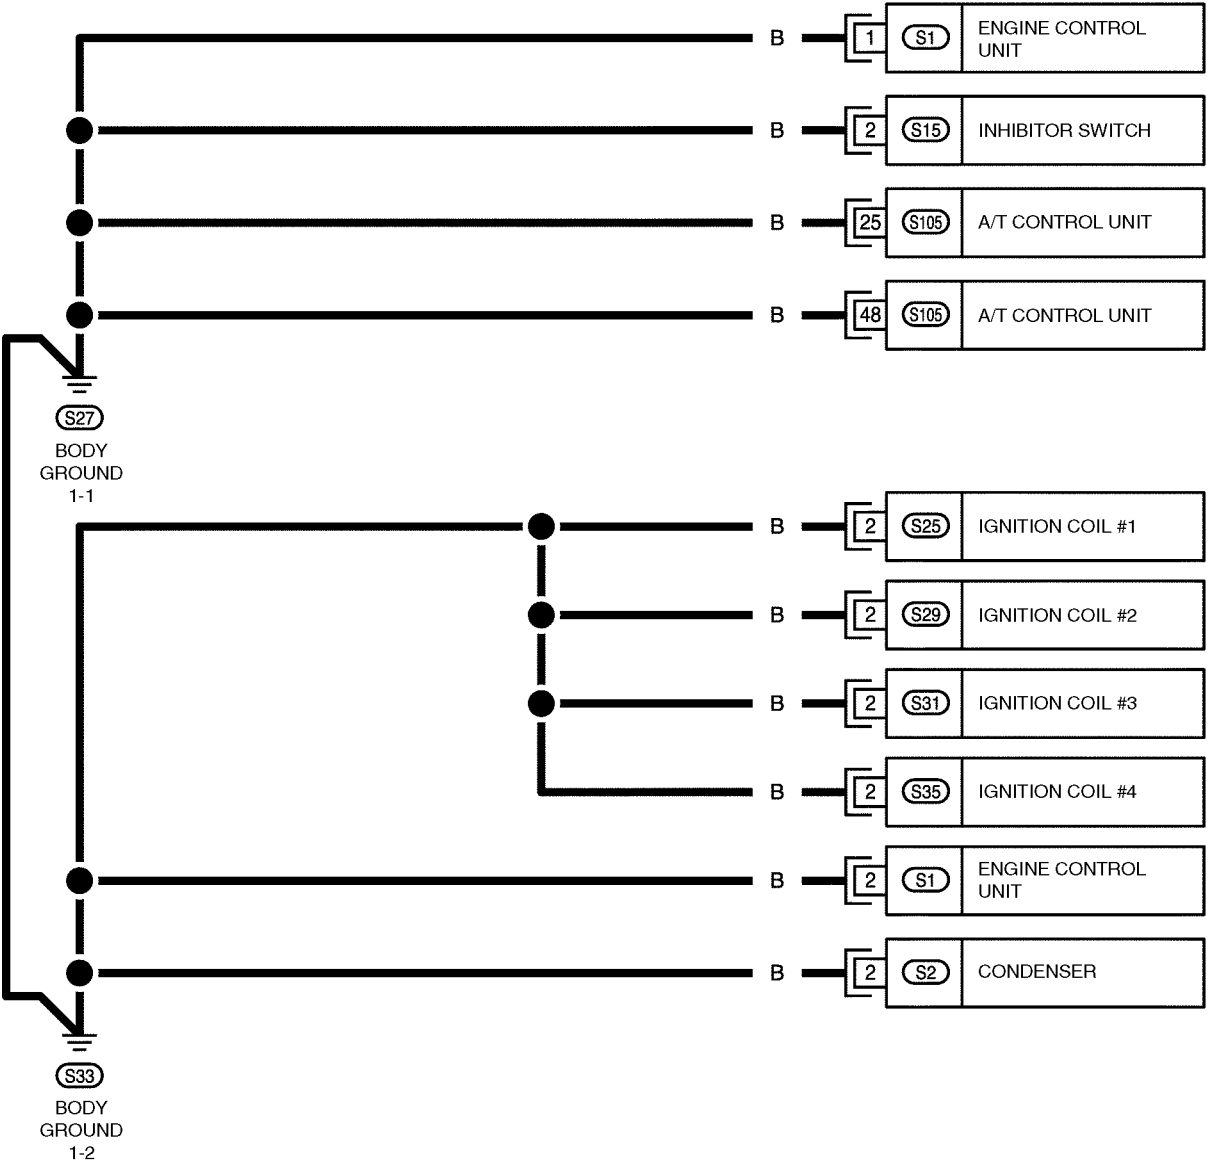 B 1 S1 ENGINE CONTROL
UNIT
B 2 S15 INHIBITOR SWITCH
B 25 S105 A/T CONTROL UNIT
B 48 S105 A/T CONTROL UNIT
S27
BODY
GROUND
1-1
B 2 S25 IGNITION COIL #1
B 2 S29 IGNITION COIL #2
B 2 S31 IGNITION COIL #3
B 2 S35 IGNITION COIL #4
B 2 S1 ENGINE CONTROL
UNIT
B 2 S2 CONDENSER
S33
BODY
GROUND
1-2